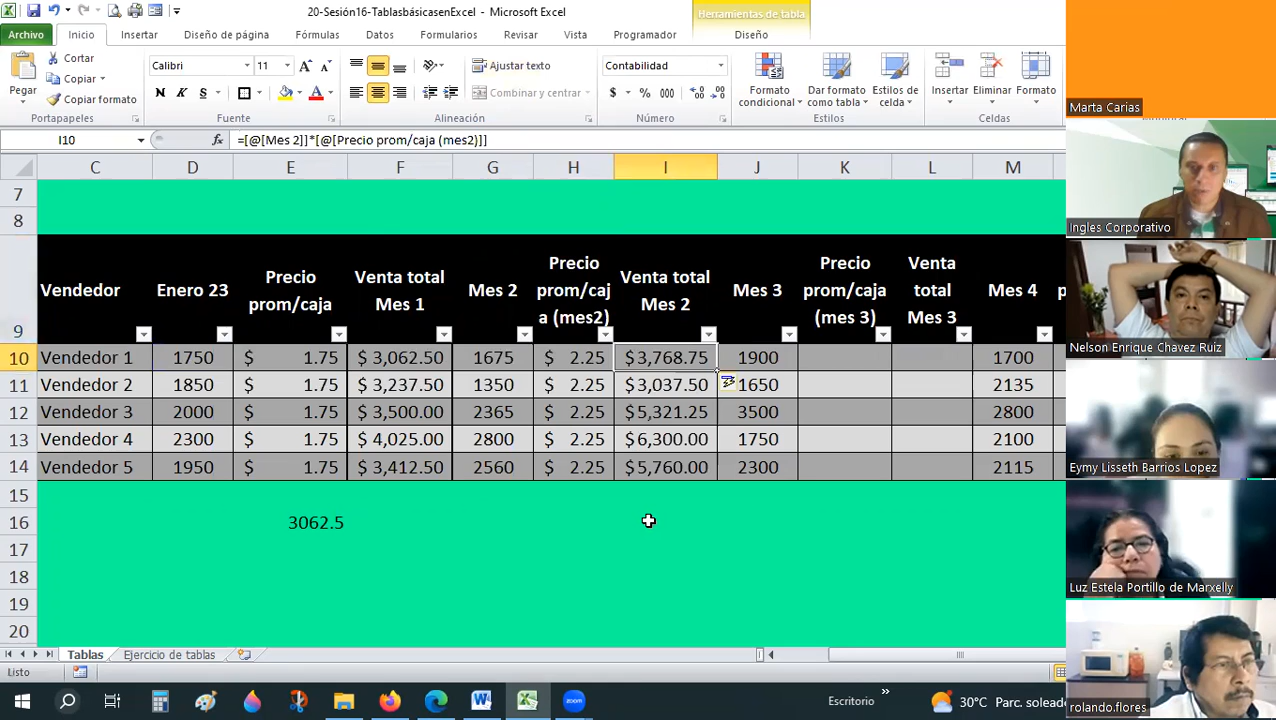 20-Sesión16-TablasbásicasenExcel - Microsoft Excel
Herramientas de tabla
Archivo Inicio Insertar Diseño de página Fórmulas Datos Formularios Revisar Vista Programador Diseño
Pegar
Cortar
Copiar
Copiar formato
Portapapeles
Calibri 11
N K S
Fuente
Ajustar texto
Combinar y centrar
Alineación
Contabilidad
$ % 000
Número
Formato condicional
Dar formato como tabla
Estilos de celda
Estilos
Insertar Eliminar Formato
Celdas
I10 =[@[Mes 2]]*[@[Precio prom/caja (mes2)]]
C D E F G H I J K L M
7
8
9 Vendedor Enero 23 Precio prom/caja Venta total Mes 1 Mes 2 Precio prom/caja (mes2) Venta total Mes 2 Mes 3 Precio prom/caja (mes 3) Venta total Mes 3 Mes 4
10 Vendedor 1 1750 $ 1.75 $ 3,062.50 1675 $ 2.25 $3,768.75 1900 1700
11 Vendedor 2 1850 $ 1.75 $ 3,237.50 1350 $ 2.25 $3,037.50 1650 2135
12 Vendedor 3 2000 $ 1.75 $ 3,500.00 2365 $ 2.25 $5,321.25 3500 2800
13 Vendedor 4 2300 $ 1.75 $ 4,025.00 2800 $ 2.25 $6,300.00 1750 2100
14 Vendedor 5 1950 $ 1.75 $ 3,412.50 2560 $ 2.25 $5,760.00 2300 2115
15
16 3062.5
17
18
19
20
Tablas Ejercicio de tablas
Listo
Escritorio
30°C Parc. soleado
Marta Carias
Ingles Corporativo
Nelson Enrique Chavez Ruiz
Eymy Lisseth Barrios Lopez
Luz Estela Portillo de Marxelly
rolando.flores